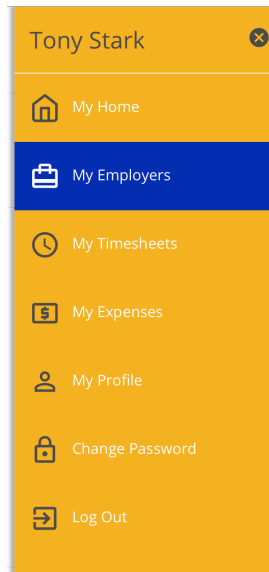 Tony Stark
My Home
My Employers
My Timesheets
My Expenses
My Profile
Change Password
Log Out